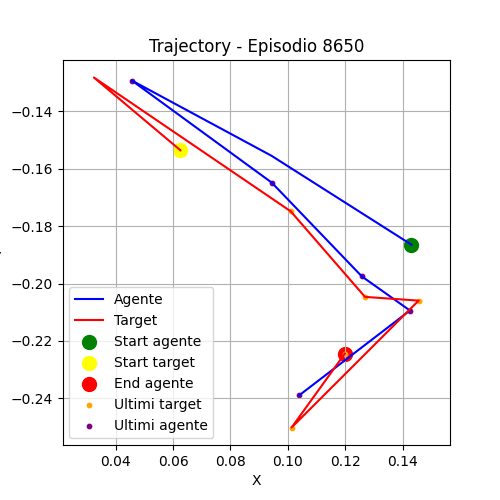 Trajectory - Episodio 8650
−0.14
−0.16
−0.18
−0.20
−0.22
−0.24
Agente
Target
Start agente
Start target
End agente
Ultimi target
Ultimi agente
0.04 0.06 0.08 0.10 0.12 0.14
X